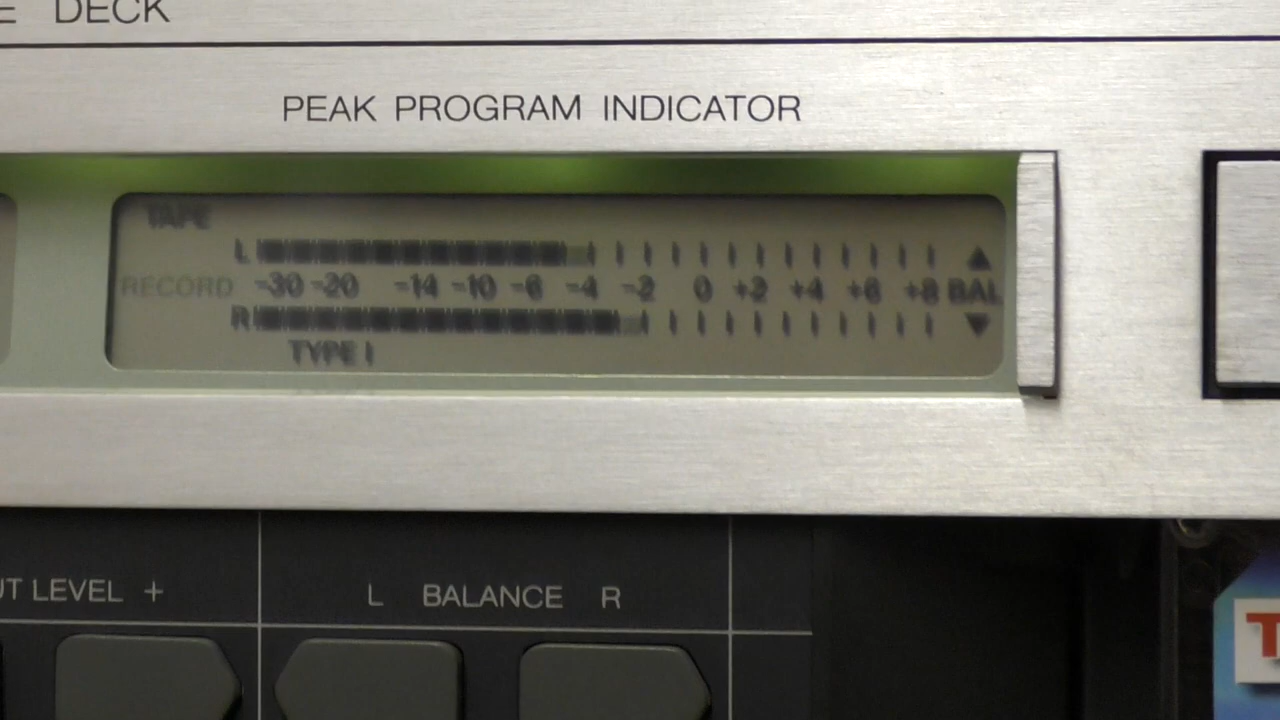 DECK
PEAK PROGRAM INDICATOR
TAPE
L
RECORD -30 -20 -14 -10 -6 -4 -2 0 +2 +4 +6 +8 BAL
R
TYPE I
LEVEL +
L BALANCE R